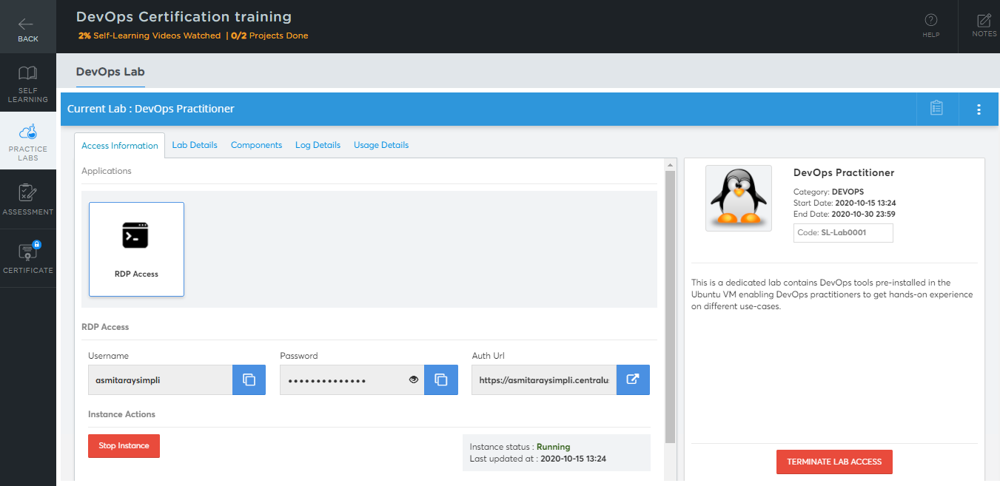 BACK
DevOps Certification training
2% Self-Learning Videos Watched | 0/2 Projects Done
HELP
NOTES
SELF
LEARNING
PRACTICE
LABS
ASSESSMENT
CERTIFICATE
DevOps Lab
Current Lab : DevOps Practitioner
Access Information
Lab Details
Components
Log Details
Usage Details
Applications
RDP Access
RDP Access
Username
Password
Auth Url
asmitaraysimpli
••••••••••••••
https://asmitaraysimpli.centralu
Instance Actions
Stop Instance
Instance status : Running
Last updated at : 2020-10-15 13:24
DevOps Practitioner
Category: DEVOPS
Start Date: 2020-10-15 13:24
End Date: 2020-10-30 23:59
Code: SL-Lab0001
This is a dedicated lab contains DevOps tools pre-installed in the
Ubuntu VM enabling DevOps practitioners to get hands-on experience
on different use-cases.
TERMINATE LAB ACCESS